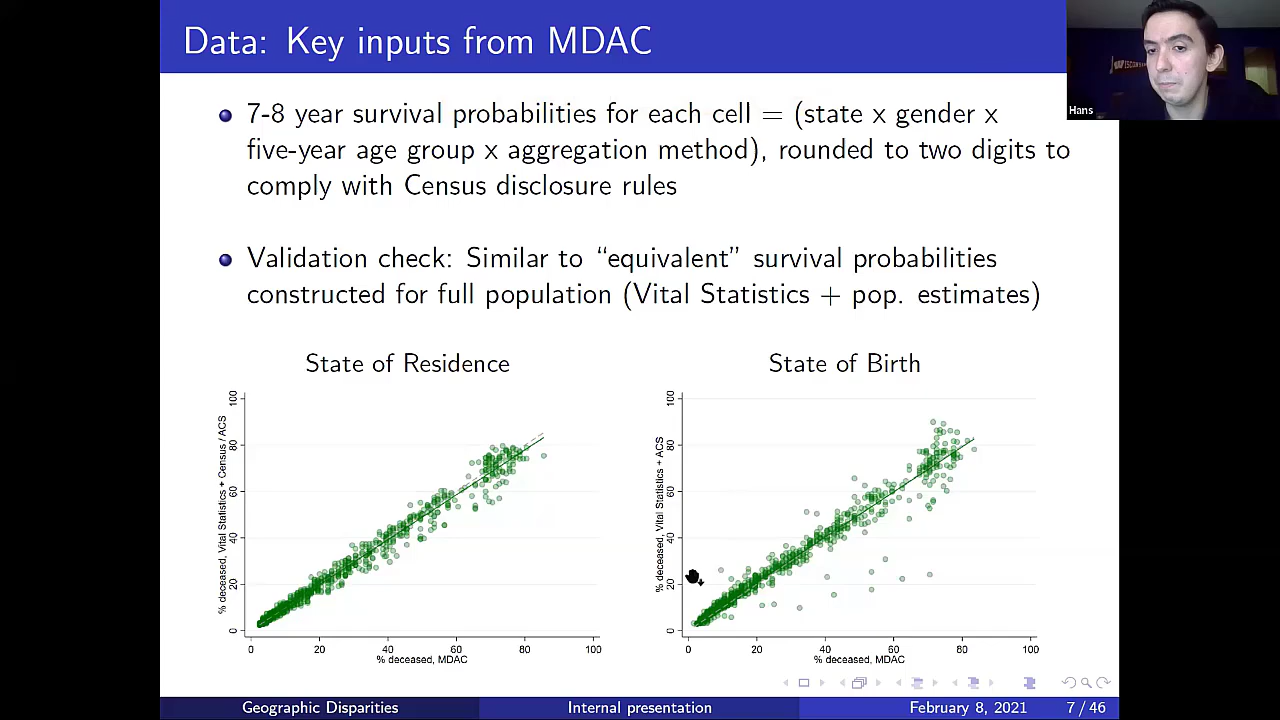 Data: Key inputs from MDAC
WISCONSIN
Hans
7-8 year survival probabilities for each cell = (state x gender x
five-year age group x aggregation method), rounded to two digits to
comply with Census disclosure rules
Validation check: Similar to “equivalent” survival probabilities
constructed for full population (Vital Statistics + pop. estimates)
State of Residence
% deceased, Vital Statistics + Census / ACS
100
80
60
40
20
0
0 20 40 60 80 100
% deceased, MDAC
State of Birth
% deceased, Vital Statistics + ACS
100
80
60
40
20
0
0 20 40 60 80 100
% deceased, MDAC
Geographic Disparities Internal presentation February 8, 2021 7 / 46